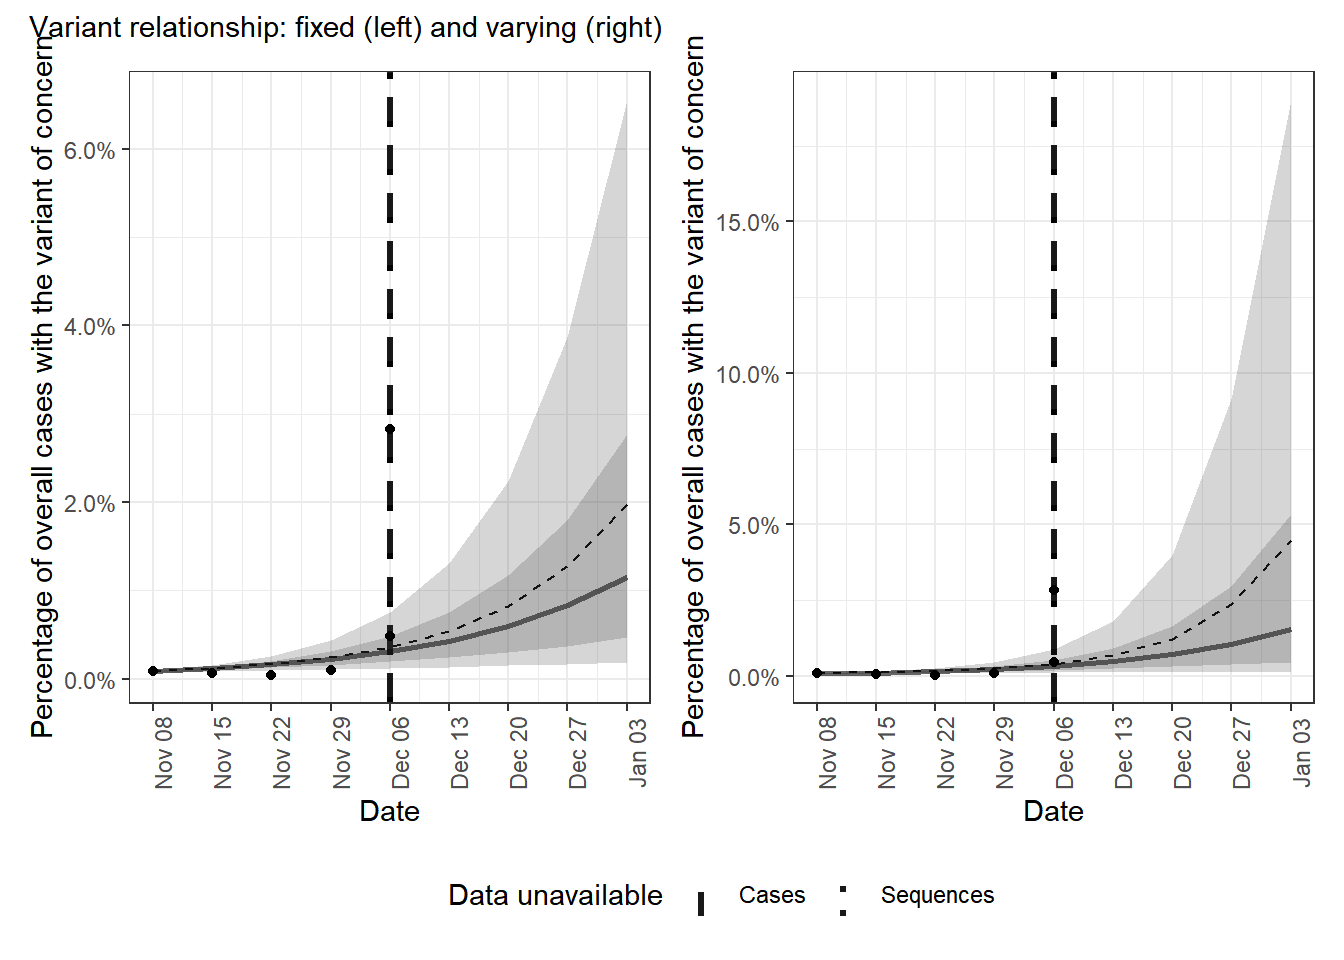 Variant relationship: fixed (left) and varying (right)
Percentage of overall cases with the variant of concern
6.0%
4.0%
2.0%
0.0%
Nov 08
Nov 15
Nov 22
Nov 29
Dec 06
Dec 13
Dec 20
Dec 27
Jan 03
Date
Percentage of overall cases with the variant of concern
15.0%
10.0%
5.0%
0.0%
Nov 08
Nov 15
Nov 22
Nov 29
Dec 06
Dec 13
Dec 20
Dec 27
Jan 03
Date
Data unavailable Cases Sequences